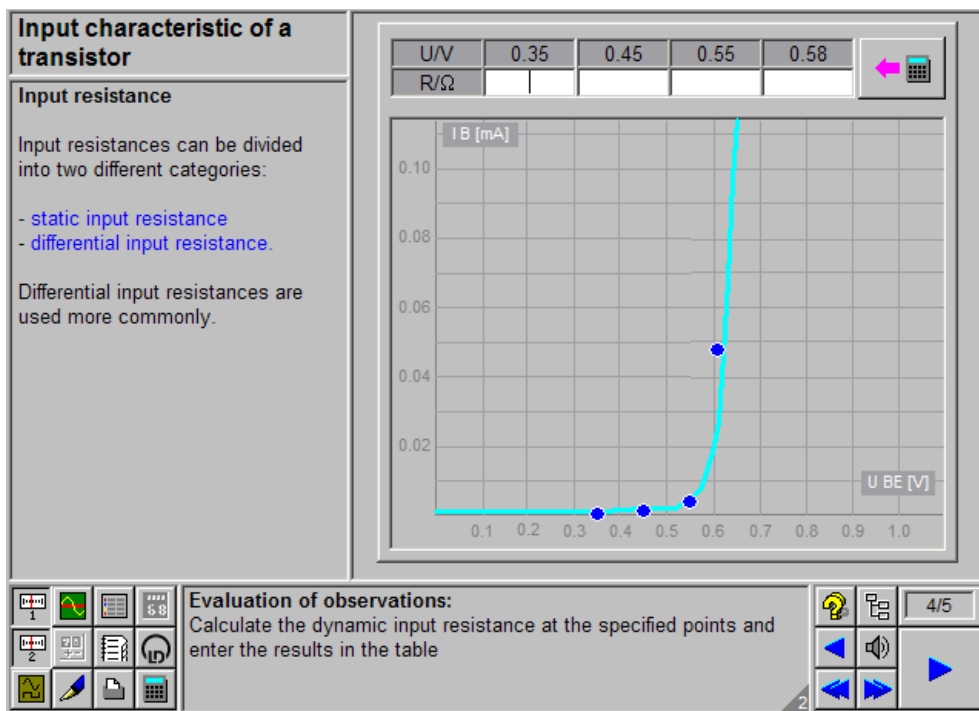 Input characteristic of a
transistor
Input resistance
Input resistances can be divided
into two different categories:
- static input resistance
- differential input resistance.
Differential input resistances are
used more commonly.
U/V 0.35 0.45 0.55 0.58
R/Ω
I B [mA]
0.10
0.08
0.06
0.04
0.02
U BE [V]
0.1 0.2 0.3 0.4 0.5 0.6 0.7 0.8 0.9 1.0
1
2
Evaluation of observations:
Calculate the dynamic input resistance at the specified points and
enter the results in the table
2
4/5